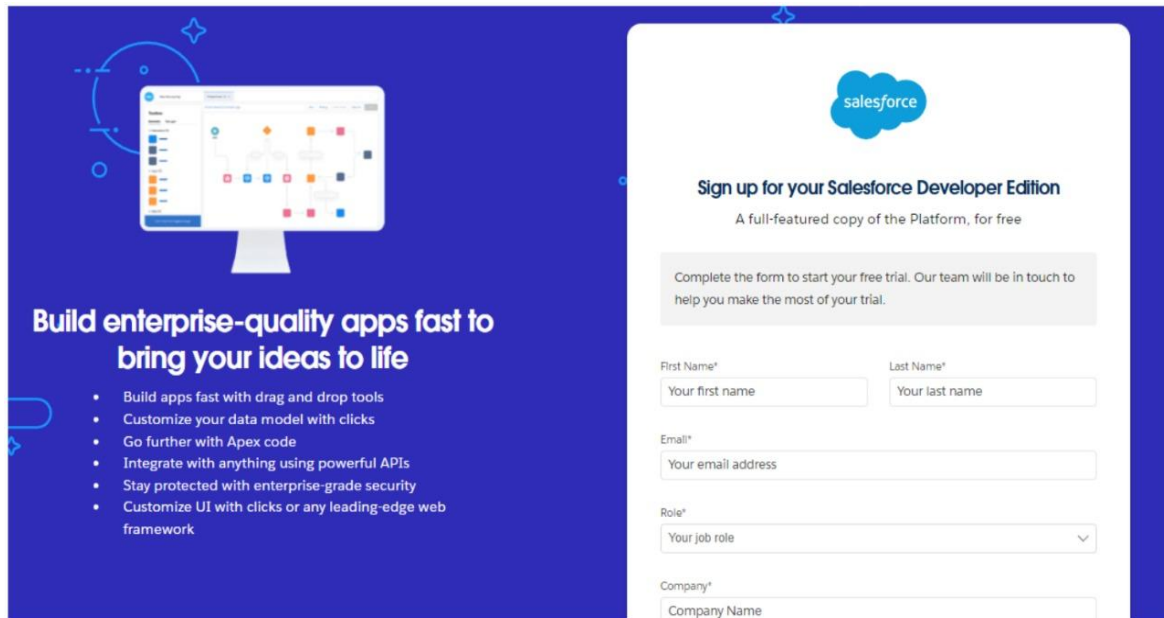 Build enterprise-quality apps fast to
bring your ideas to life
• Build apps fast with drag and drop tools
• Customize your data model with clicks
• Go further with Apex code
• Integrate with anything using powerful APIs
• Stay protected with enterprise-grade security
• Customize UI with clicks or any leading-edge web
framework
salesforce
Sign up for your Salesforce Developer Edition
A full-featured copy of the Platform, for free
Complete the form to start your free trial. Our team will be in touch to
help you make the most of your trial.
First Name* Last Name*
Your first name Your last name
Email*
Your email address
Role*
Your job role
Company*
Company Name